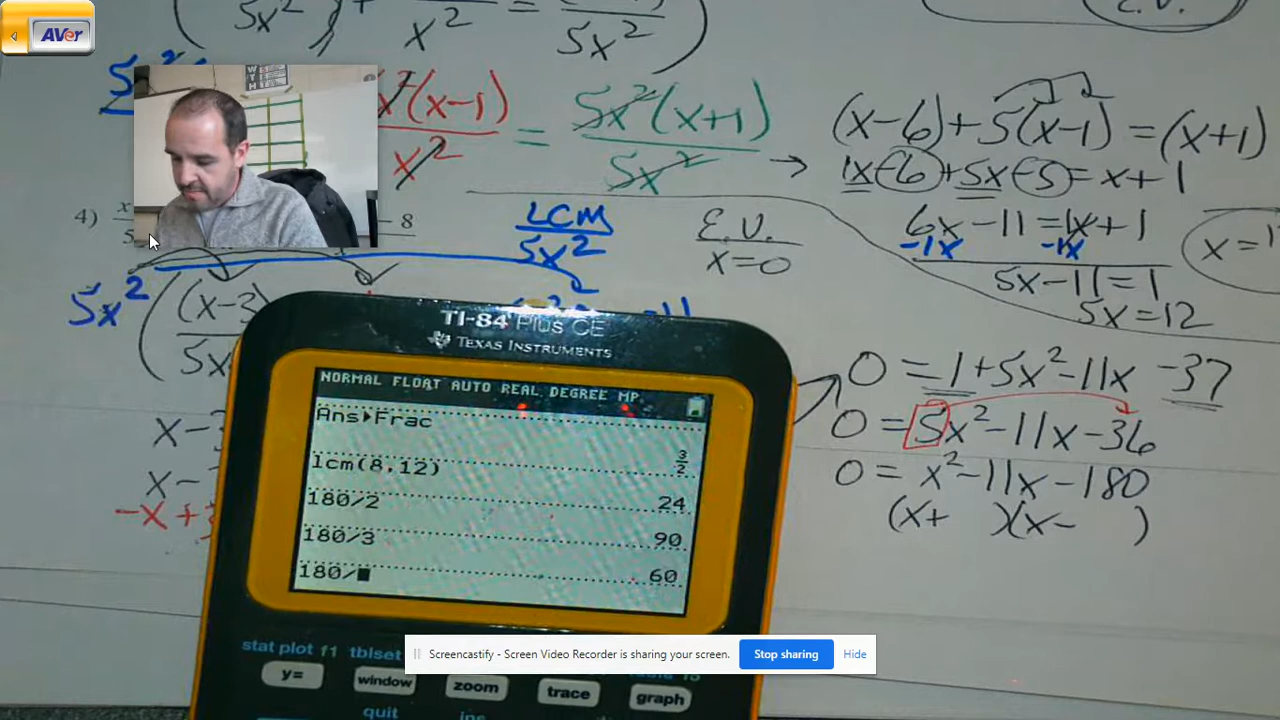 AVer
5x²
x²
=
5x²
E.V.
x²(x-1)
x²
=
5x²(x+1)
5x²
(x-6)+5(x-1)=(x+1)
1x-6+5x-5=x+1
6x-11=1x+1
-1x -1x
5x-11=1
5x=12
4) x
-8
LCM
5x²
E.V.
x=0
5x²
(x-3)
5x
x-
x-
-x+
-11
0=1+5x²-11x-37
0=5x²-11x-36
0=x²-11x-180
(x+ )(x- )
TI-84 Plus CE
TEXAS INSTRUMENTS
NORMAL FLOAT AUTO REAL DEGREE MP
Ans▸Frac
3/2
lcm(8,12)
24
180/2
90
180/3
60
180/
stat plot f1
y=
window
zoom
trace
graph
quit
Screencastify - Screen Video Recorder is sharing your screen.
Stop sharing
Hide